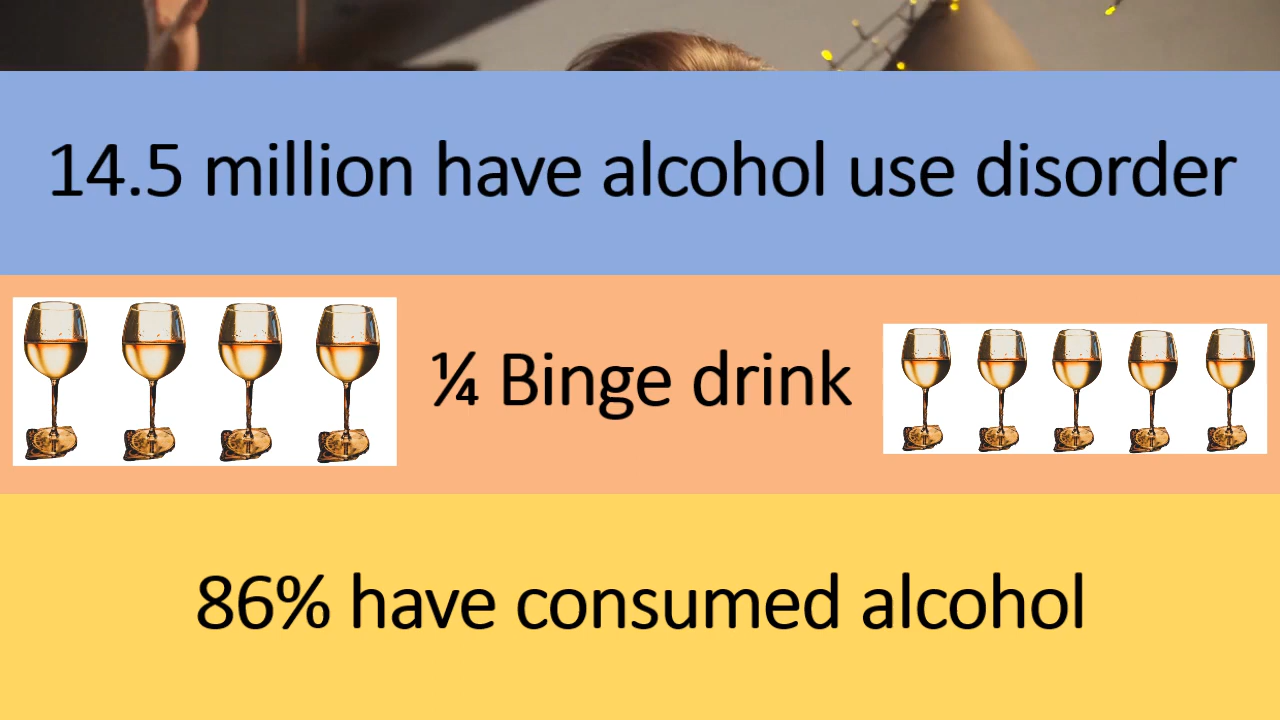 14.5 million have alcohol use disorder
¼ Binge drink
86% have consumed alcohol